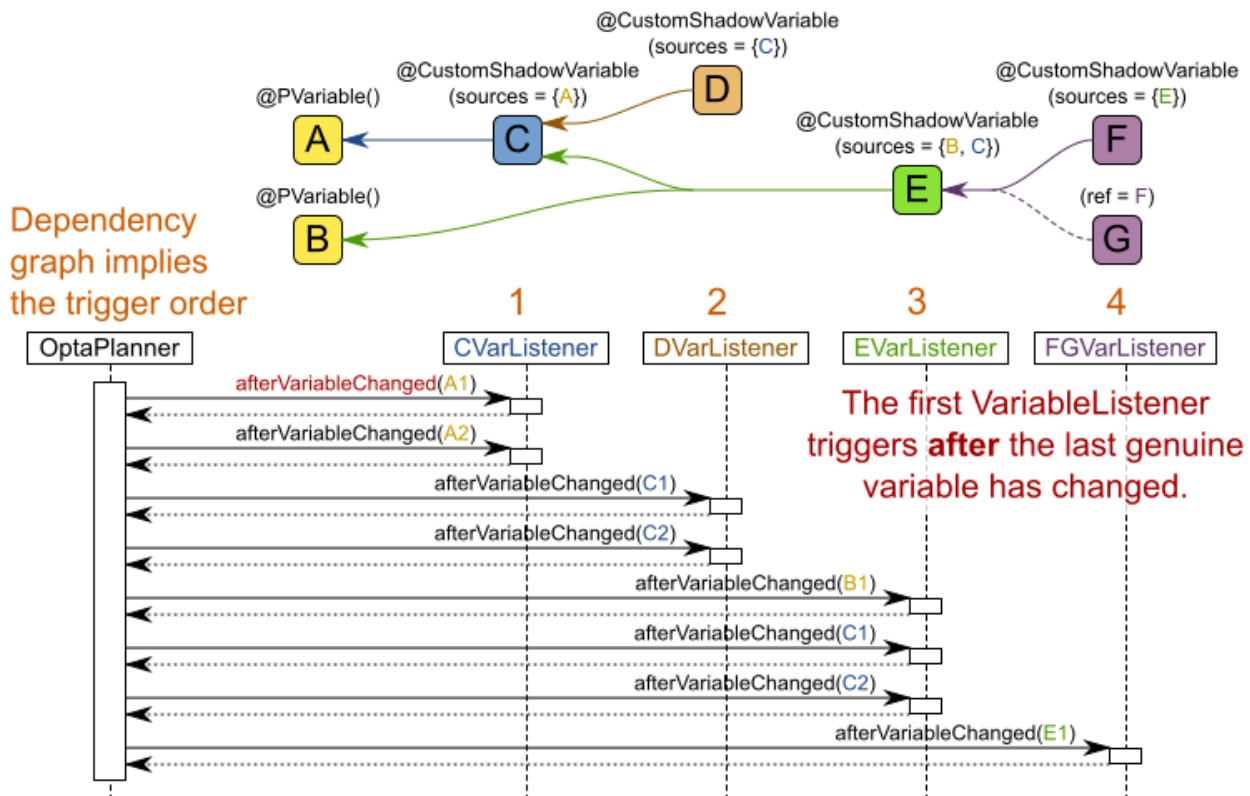 @CustomShadowVariable
(sources = {C})
D
@CustomShadowVariable
(sources = {A})
C
@PVariable()
A
@CustomShadowVariable
(sources = {E})
F
@CustomShadowVariable
(sources = {B, C})
E
@PVariable()
B
(ref = F)
G
Dependency
graph implies
the trigger order
1 2 3 4
OptaPlanner CVarListener DVarListener EVarListener FGVarListener
afterVariableChanged(A1)
The first VariableListener
triggers after the last genuine
variable has changed.
afterVariableChanged(A2)
afterVariableChanged(C1)
afterVariableChanged(C2)
afterVariableChanged(B1)
afterVariableChanged(C1)
afterVariableChanged(C2)
afterVariableChanged(E1)